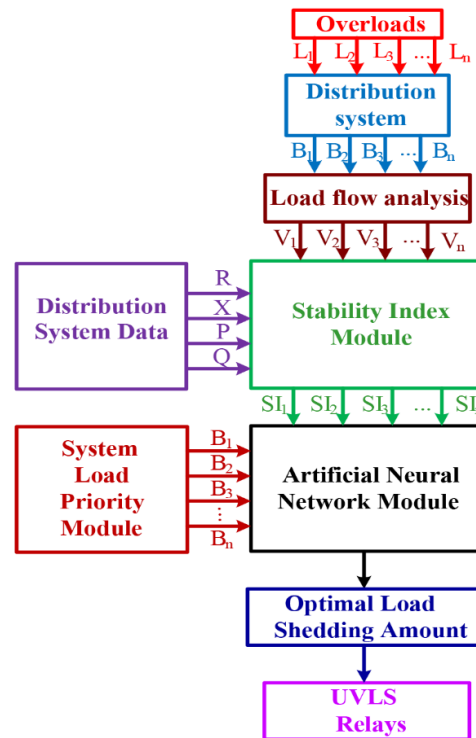 Overloads
L1 L2 L3 ... Ln
Distribution
system
B1 B2 B3 ... Bn
Load flow analysis
V1 V2 V3 ... Vn
Distribution
System Data
R
X
P
Q
Stability Index
Module
SI1 SI2 SI3 ... SI
System
Load
Priority
Module
B1
B2
B3
...
Bn
Artificial Neural
Network Module
Optimal Load
Shedding Amount
UVLS
Relays